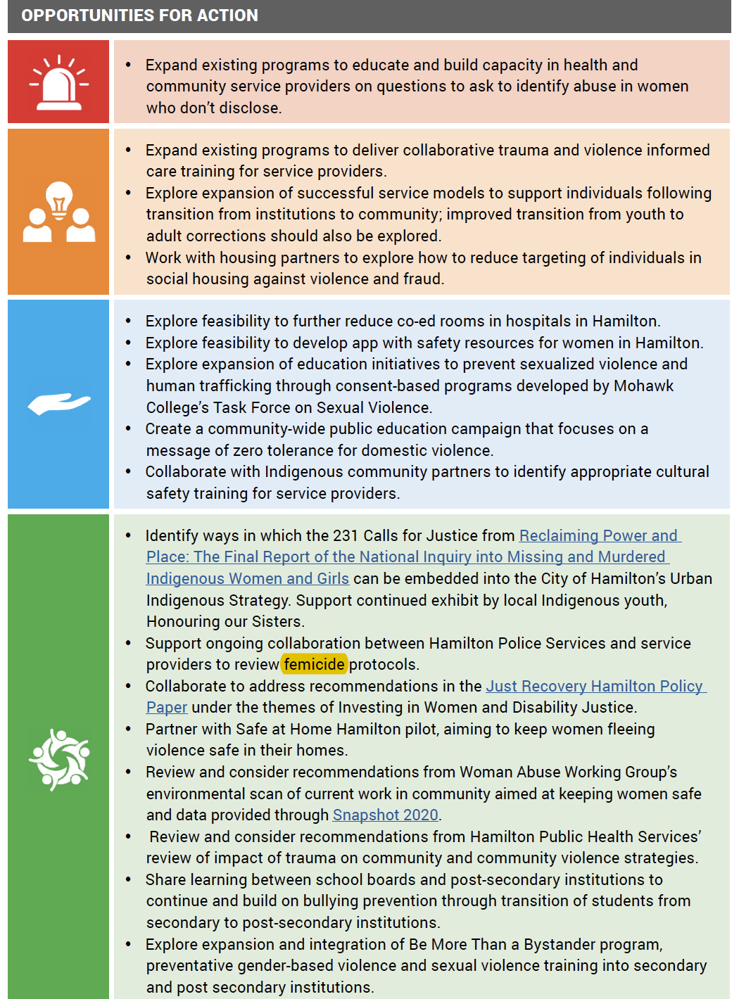 OPPORTUNITIES FOR ACTION
• Expand existing programs to educate and build capacity in health and
community service providers on questions to ask to identify abuse in women
who don’t disclose.
• Expand existing programs to deliver collaborative trauma and violence informed
care training for service providers.
• Explore expansion of successful service models to support individuals following
transition from institutions to community; improved transition from youth to
adult corrections should also be explored.
• Work with housing partners to explore how to reduce targeting of individuals in
social housing against violence and fraud.
• Explore feasibility to further reduce co-ed rooms in hospitals in Hamilton.
• Explore feasibility to develop app with safety resources for women in Hamilton.
• Explore expansion of education initiatives to prevent sexualized violence and
human trafficking through consent-based programs developed by Mohawk
College’s Task Force on Sexual Violence.
• Create a community-wide public education campaign that focuses on a
message of zero tolerance for domestic violence.
• Collaborate with Indigenous community partners to identify appropriate cultural
safety training for service providers.
• Identify ways in which the 231 Calls for Justice from Reclaiming Power and
Place: The Final Report of the National Inquiry into Missing and Murdered
Indigenous Women and Girls can be embedded into the City of Hamilton’s Urban
Indigenous Strategy. Support continued exhibit by local Indigenous youth,
Honouring our Sisters.
• Support ongoing collaboration between Hamilton Police Services and service
providers to review femicide protocols.
• Collaborate to address recommendations in the Just Recovery Hamilton Policy
Paper under the themes of Investing in Women and Disability Justice.
• Partner with Safe at Home Hamilton pilot, aiming to keep women fleeing
violence safe in their homes.
• Review and consider recommendations from Woman Abuse Working Group’s
environmental scan of current work in community aimed at keeping women safe
and data provided through Snapshot 2020.
• Review and consider recommendations from Hamilton Public Health Services’
review of impact of trauma on community and community violence strategies.
• Share learning between school boards and post-secondary institutions to
continue and build on bullying prevention through transition of students from
secondary to post-secondary institutions.
• Explore expansion and integration of Be More Than a Bystander program,
preventative gender-based violence and sexual violence training into secondary
and post secondary institutions.